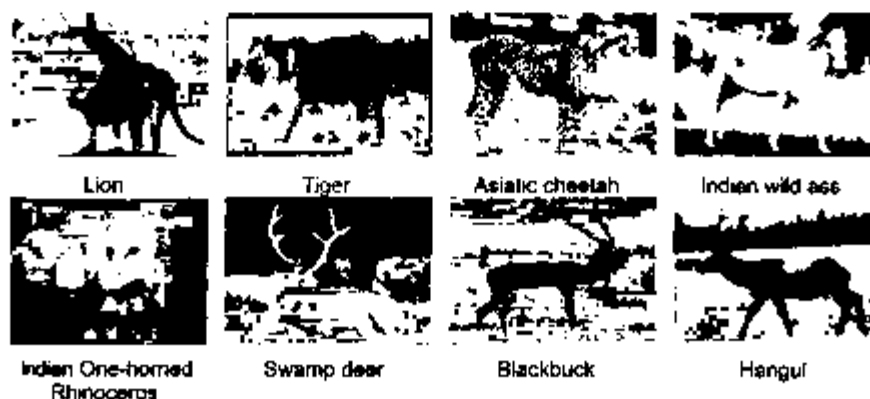 Lion
Tiger
Asiatic cheetah
Indian wild ass
Indian One-horned
Rhinoceros
Swamp deer
Blackbuck
Hangul